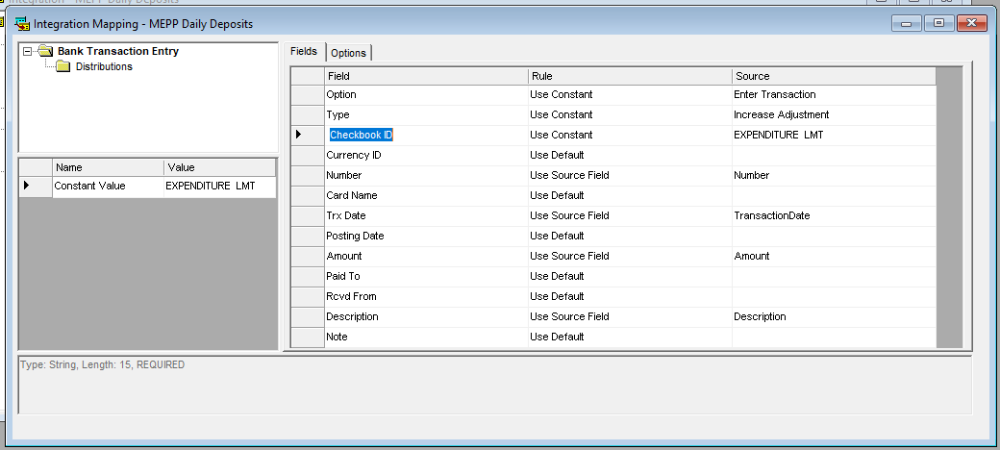 Integration - MEPP Daily Deposits
Integration Mapping - MEPP Daily Deposits
Bank Transaction Entry
Distributions
Name Value
Constant Value EXPENDITURE LMT
Fields Options
Field Rule Source
Option Use Constant Enter Transaction
Type Use Constant Increase Adjustment
Checkbook ID Use Constant EXPENDITURE LMT
Currency ID Use Default
Number Use Source Field Number
Card Name Use Default
Trx Date Use Source Field TransactionDate
Posting Date Use Default
Amount Use Source Field Amount
Paid To Use Default
Rcvd From Use Default
Description Use Source Field Description
Note Use Default
Type: String, Length: 15, REQUIRED